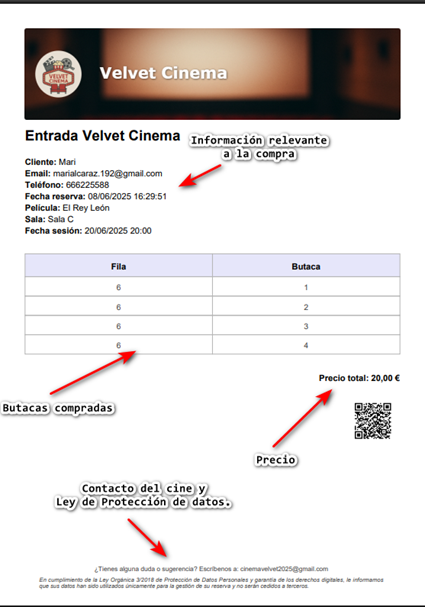 VELVET
CINEMA
Velvet Cinema
Entrada Velvet Cinema
Información relevante
a la compra
Cliente: Mari
Email: marialcaraz.192@gmail.com
Teléfono: 666225588
Fecha reserva: 08/06/2025 16:29:51
Película: El Rey León
Sala: Sala C
Fecha sesión: 20/06/2025 20:00
Fila Butaca
6 1
6 2
6 3
6 4
Precio total: 20,00 €
Butacas compradas
Precio
Contacto del cine y
Ley de Protección de datos.
¿Tienes alguna duda o sugerencia? Escríbenos a: cinemavelvet2025@gmail.com
En cumplimiento de la Ley Orgánica 3/2018 de Protección de Datos Personales y garantía de los derechos digitales, le informamos
que sus datos han sido utilizados únicamente para la gestión de su reserva y no serán cedidos a terceros.